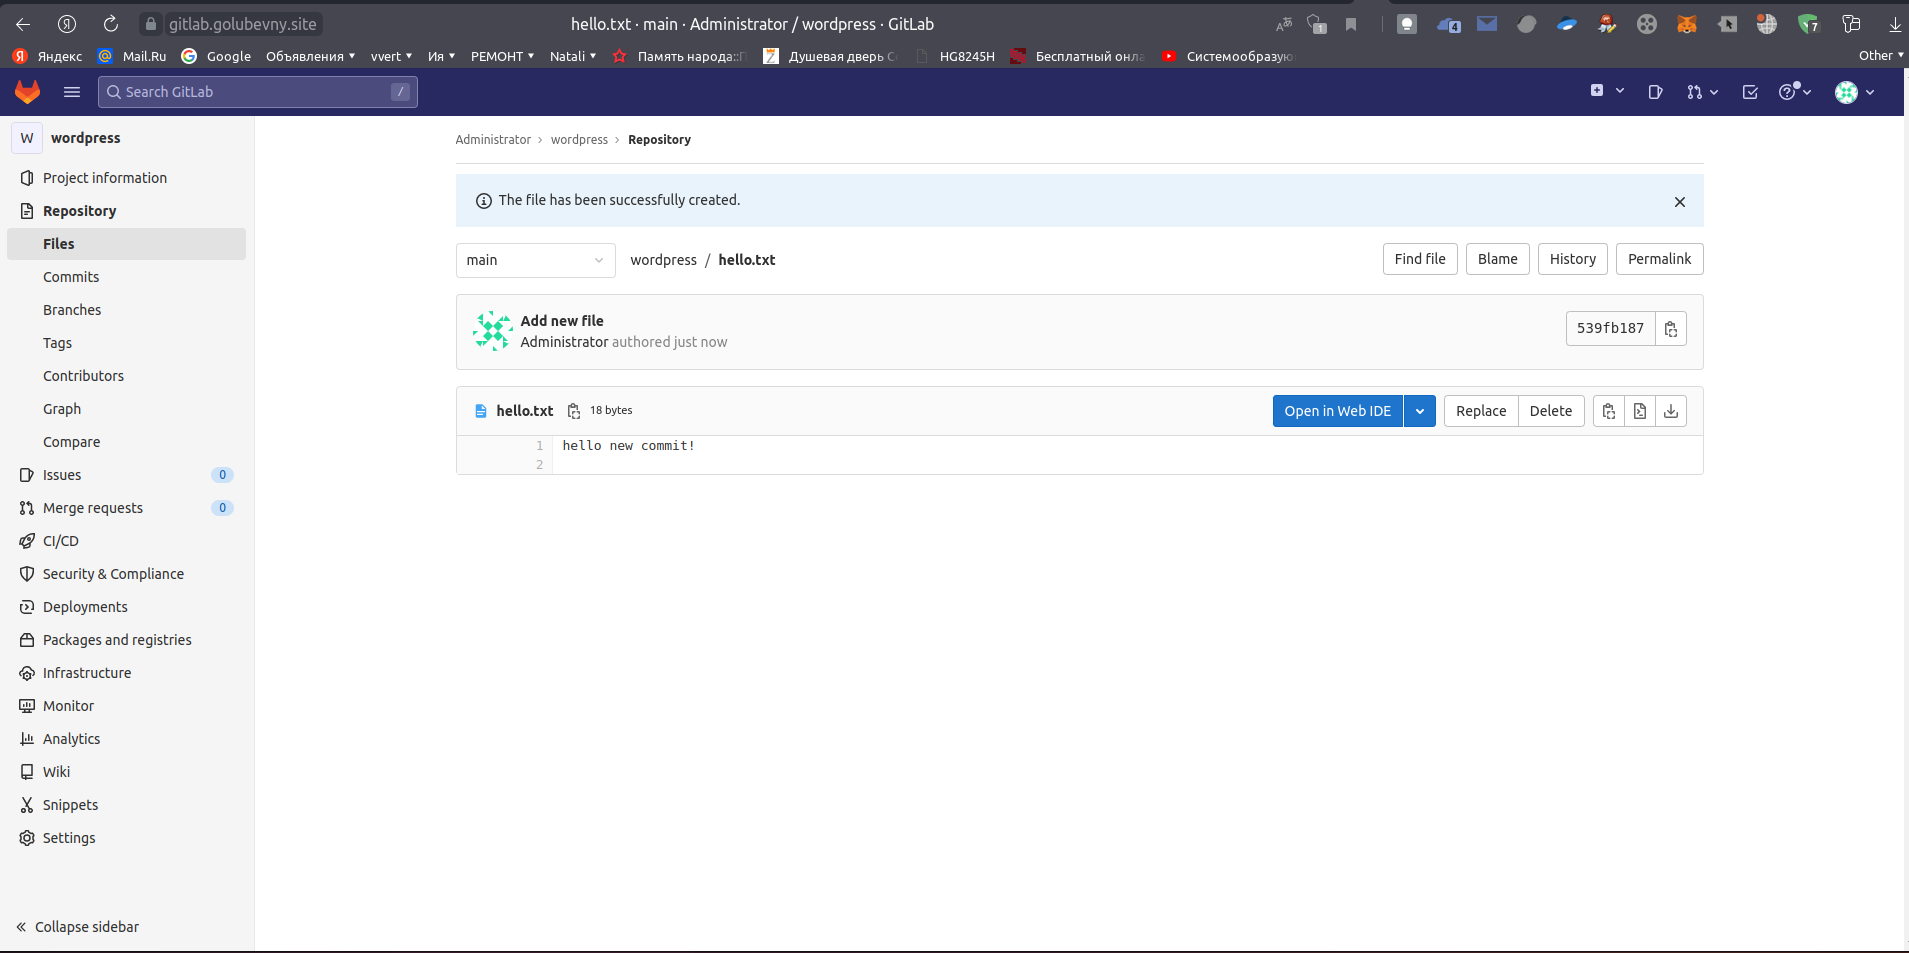 gitlab.golubevny.site
hello.txt · main · Administrator / wordpress · GitLab
1
4
7
Яндекс
Mail.Ru
Google
Объявления
vvert
Ия
РЕМОНТ
Natali
Память народа::
Душевая дверь
HG8245H
Бесплатный онла
Системообразую
Other
Search GitLab
/
W
wordpress
Project information
Repository
Files
Commits
Branches
Tags
Contributors
Graph
Compare
Issues 0
Merge requests 0
CI/CD
Security & Compliance
Deployments
Packages and registries
Infrastructure
Monitor
Analytics
Wiki
Snippets
Settings
Collapse sidebar
Administrator › wordpress › Repository
The file has been successfully created.
main
wordpress / hello.txt
Find file
Blame
History
Permalink
Add new file
Administrator authored just now
539fb187
hello.txt
18 bytes
Open in Web IDE
Replace
Delete
1 hello new commit!
2